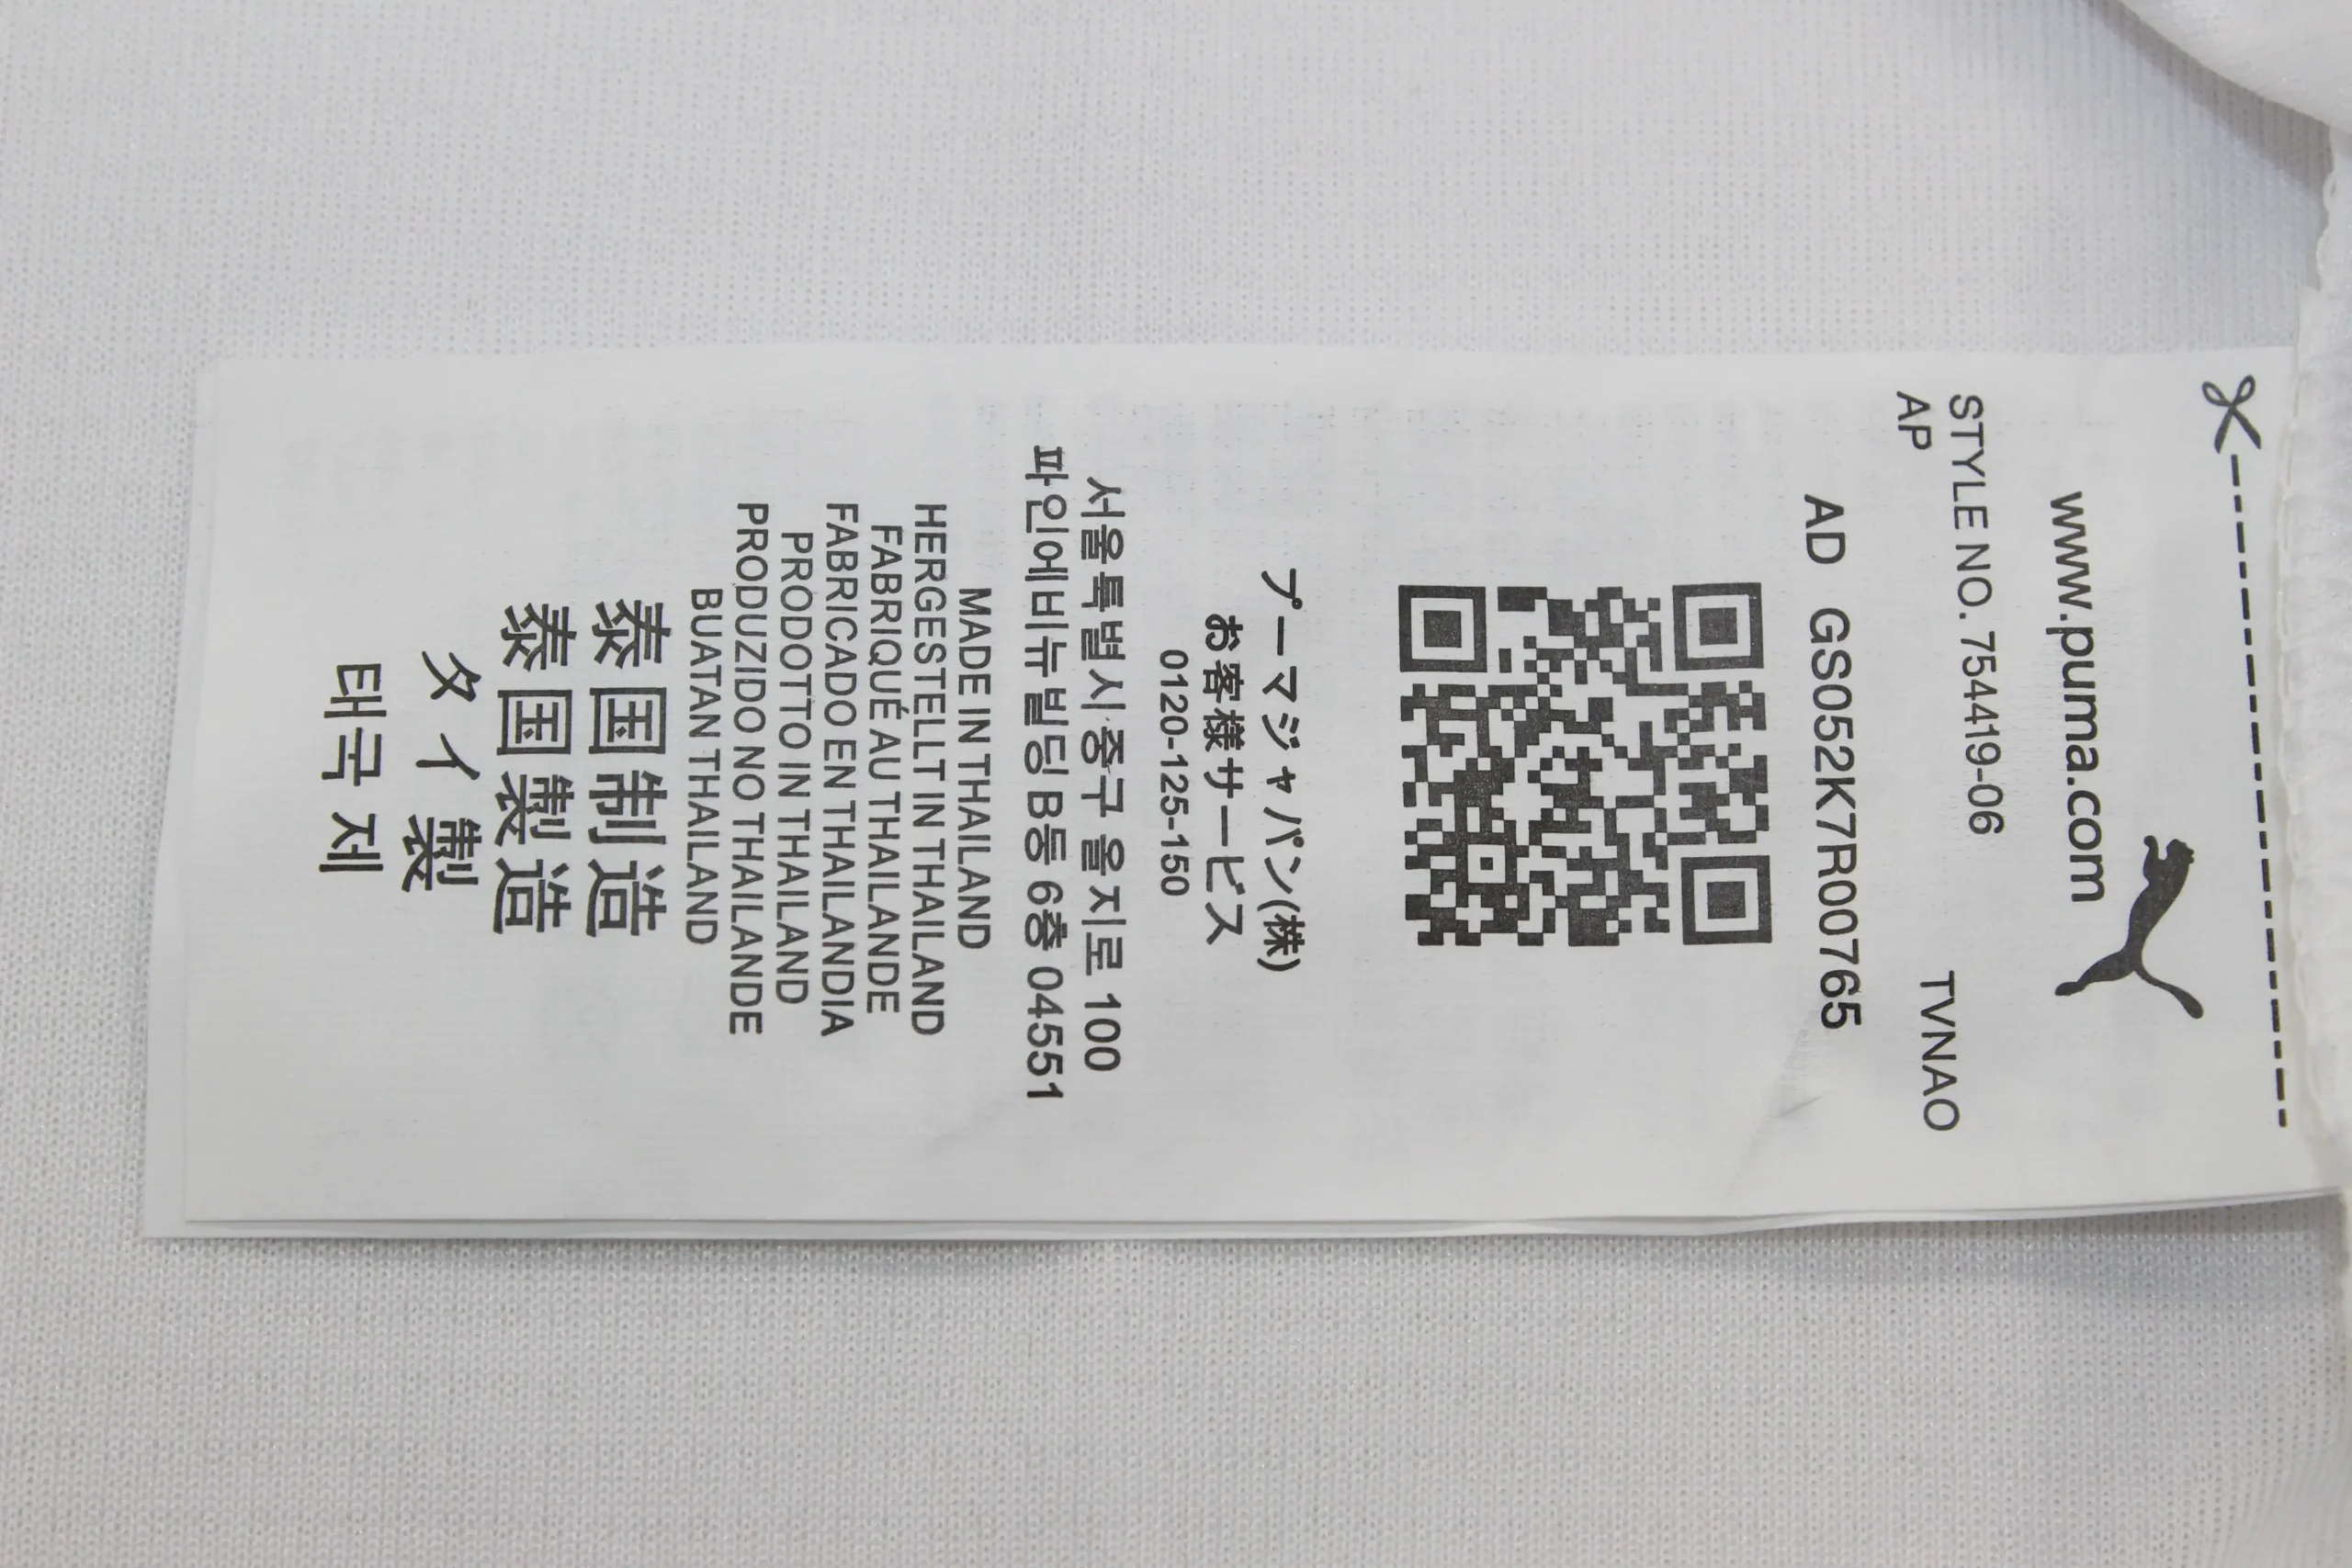 www.puma.com
STYLE NO. 754419-06
AP TVNAO
AD GS052K7R00765
プーマジャパン(株)
お客様サービス
0120-125-150
서울특별시 중구 을지로 100
파인에비뉴빌딩 B동 6층 04551
MADE IN THAILAND
HERGESTELLT IN THAILAND
FABRIQUÉ AU THAILANDE
FABRICADO EN THAILANDIA
PRODOTTO IN THAILAND
PRODUZIDO NO THAILANDE
BUATAN THAILAND
泰国制造
泰国製造
タイ製
태국 제